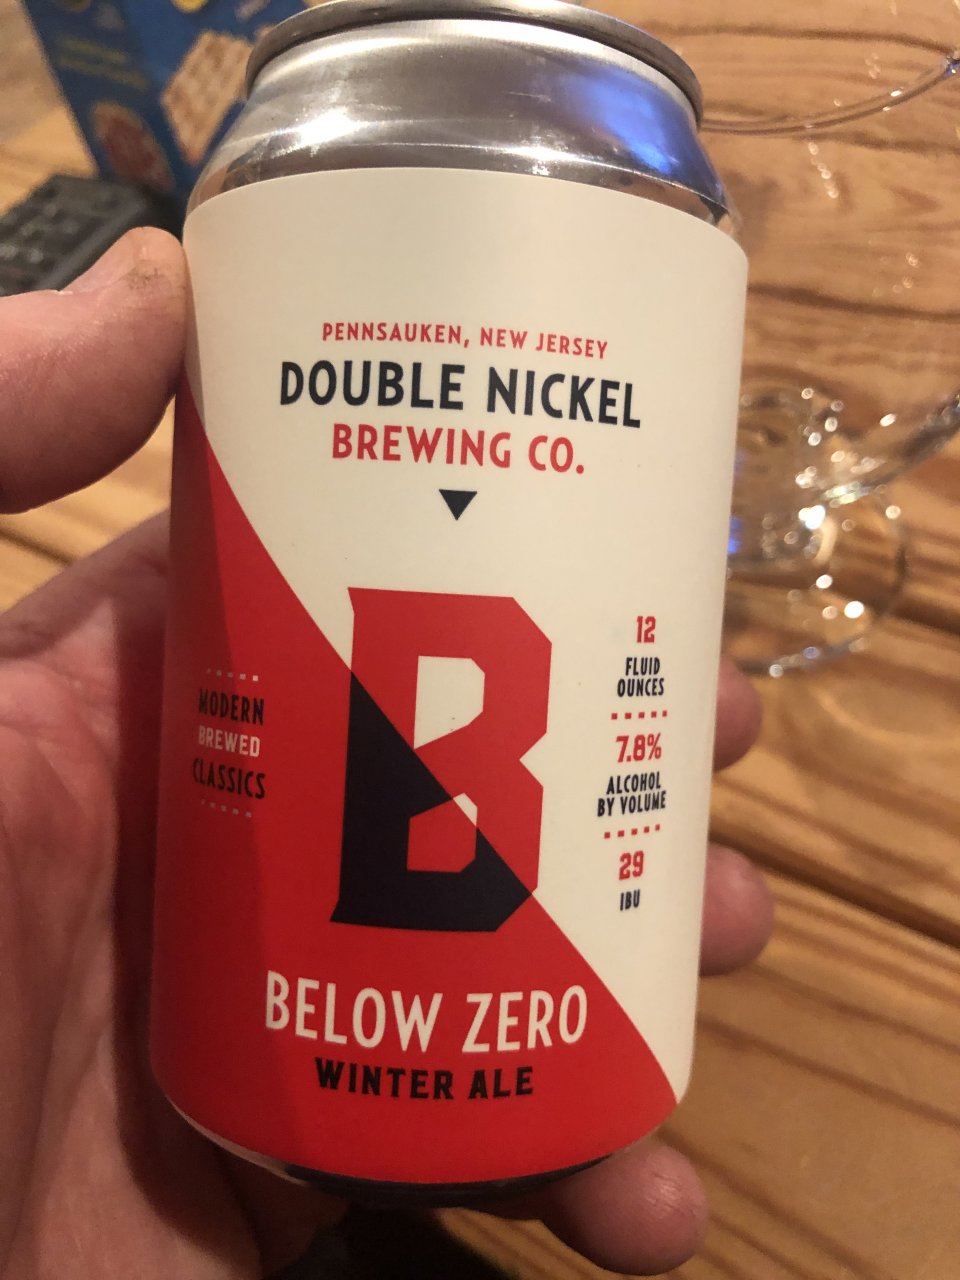 PENNSAUKEN, NEW JERSEY
DOUBLE NICKEL
BREWING CO.
B
12
FLUID
OUNCES
7.8%
ALCOHOL
BY VOLUME
29
IBU
MODERN
BREWED
CLASSICS
BELOW ZERO
WINTER ALE